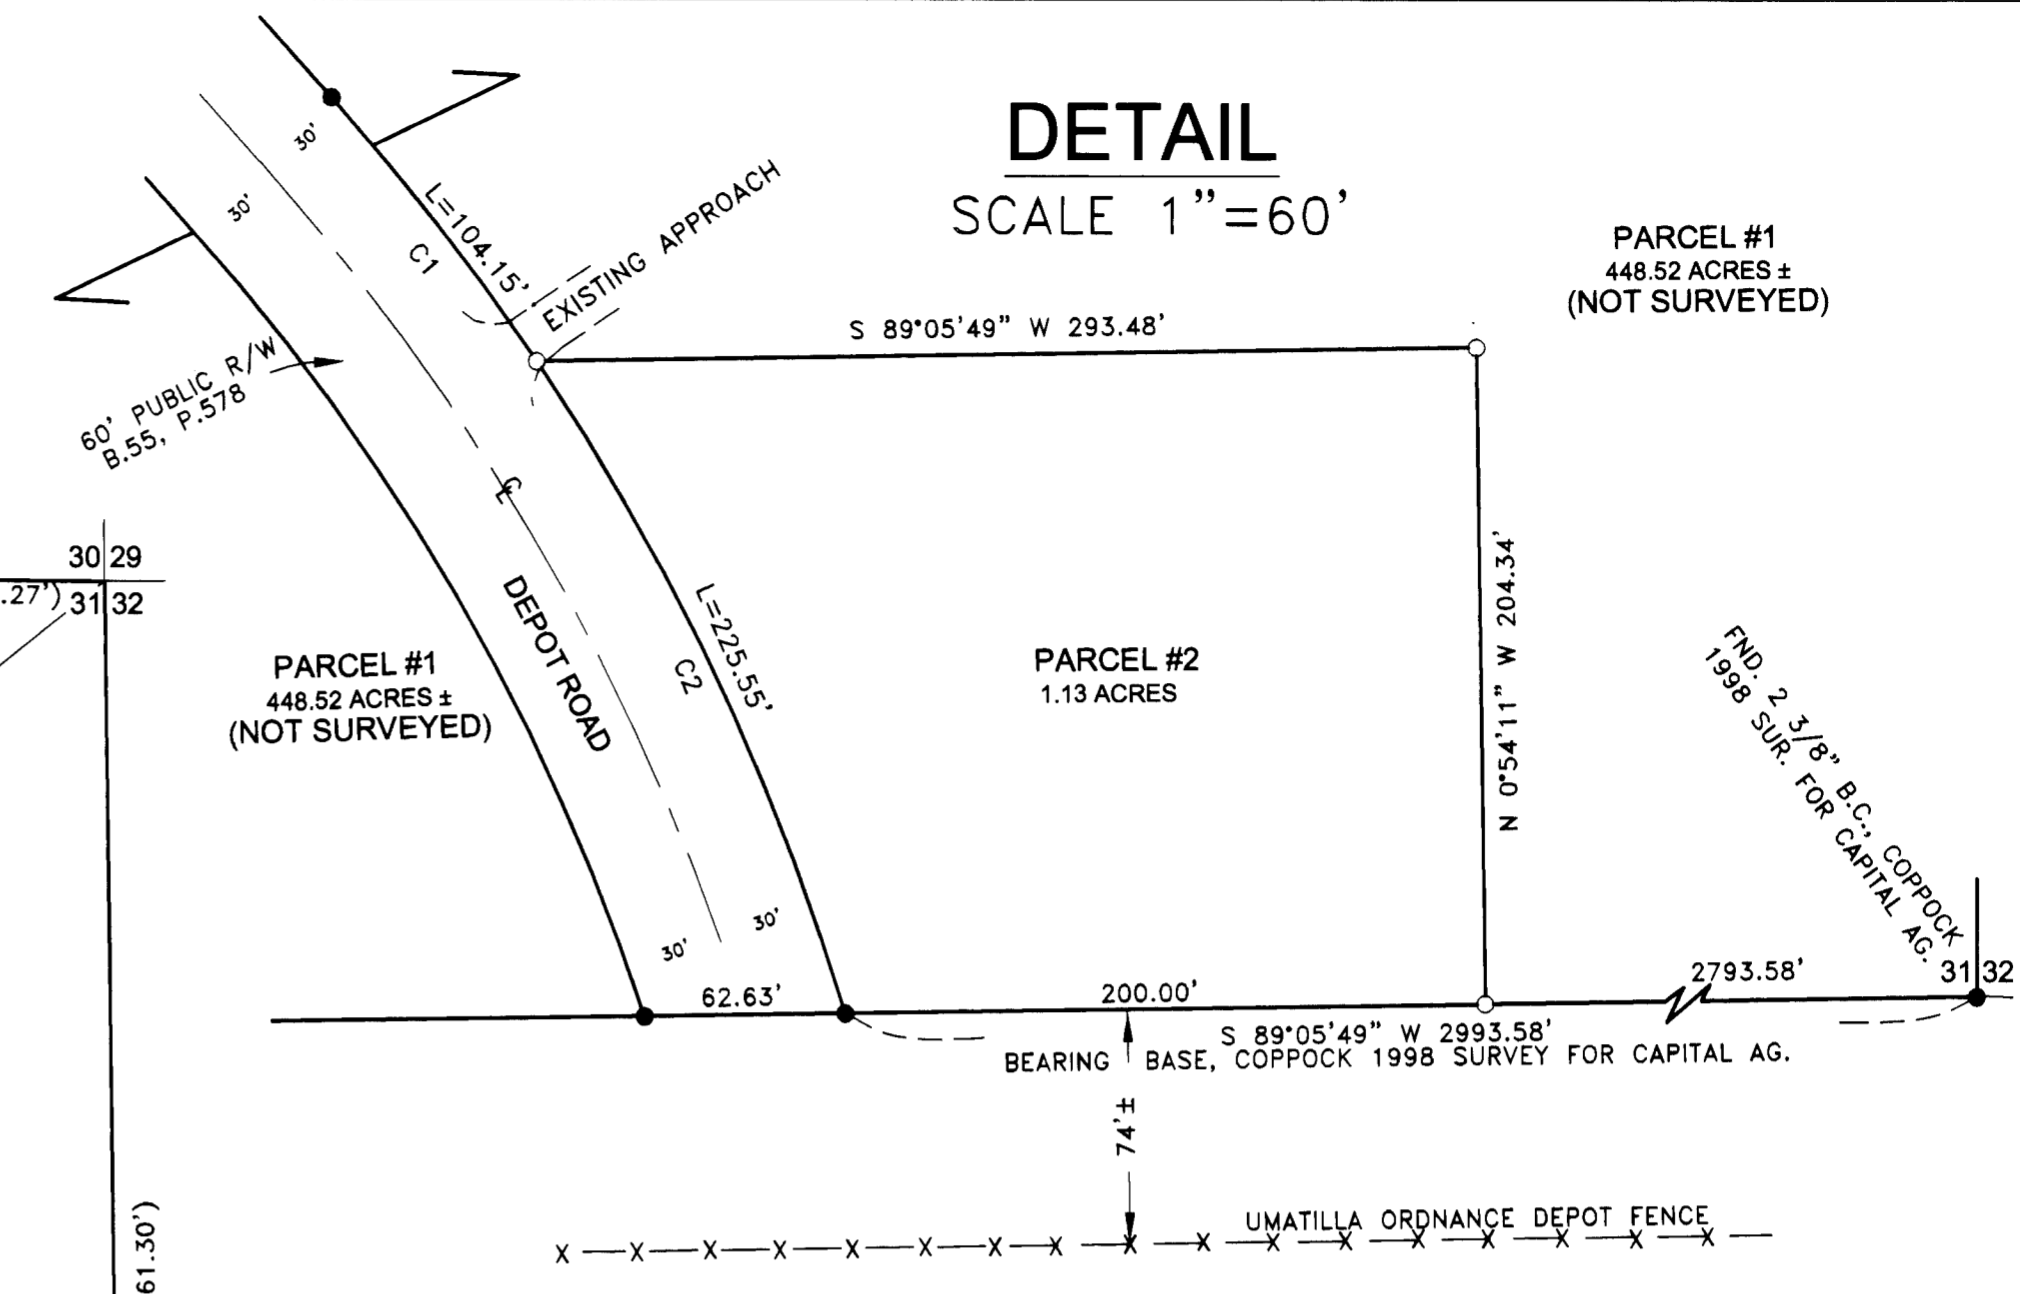 DETAIL
SCALE 1"=60'
30'
30'
L=104.15'
C1
EXISTING APPROACH
PARCEL #1
448.52 ACRES ±
(NOT SURVEYED)
S 89°05'49" W 293.48'
60' PUBLIC R/W
B.55, P.578
℄
30 29
31 32
.27')
DEPOT ROAD
L=225.55'
C2
PARCEL #1
448.52 ACRES ±
(NOT SURVEYED)
PARCEL #2
1.13 ACRES
N 0°54'11" W 204.34'
FND. 2 3/8" B.C., COPPOCK
1998 SUR. FOR CAPITAL AG.
30'
30'
62.63'
200.00'
2793.58'
31 32
S 89°05'49" W 2993.58'
BEARING BASE, COPPOCK 1998 SURVEY FOR CAPITAL AG.
74'±
UMATILLA ORDNANCE DEPOT FENCE
X X X X X X X X X X X X X X X X X
61.30')